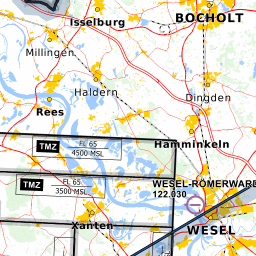 Isselburg
BOCHOLT
Millingen
Haldern
Dingden
Rees
TMZ
FL 65
4500 MSL
Hamminkeln
TMZ
FL 65
3500 MSL
WESEL-RÖMERWARD
122.030
Xanten
WESEL